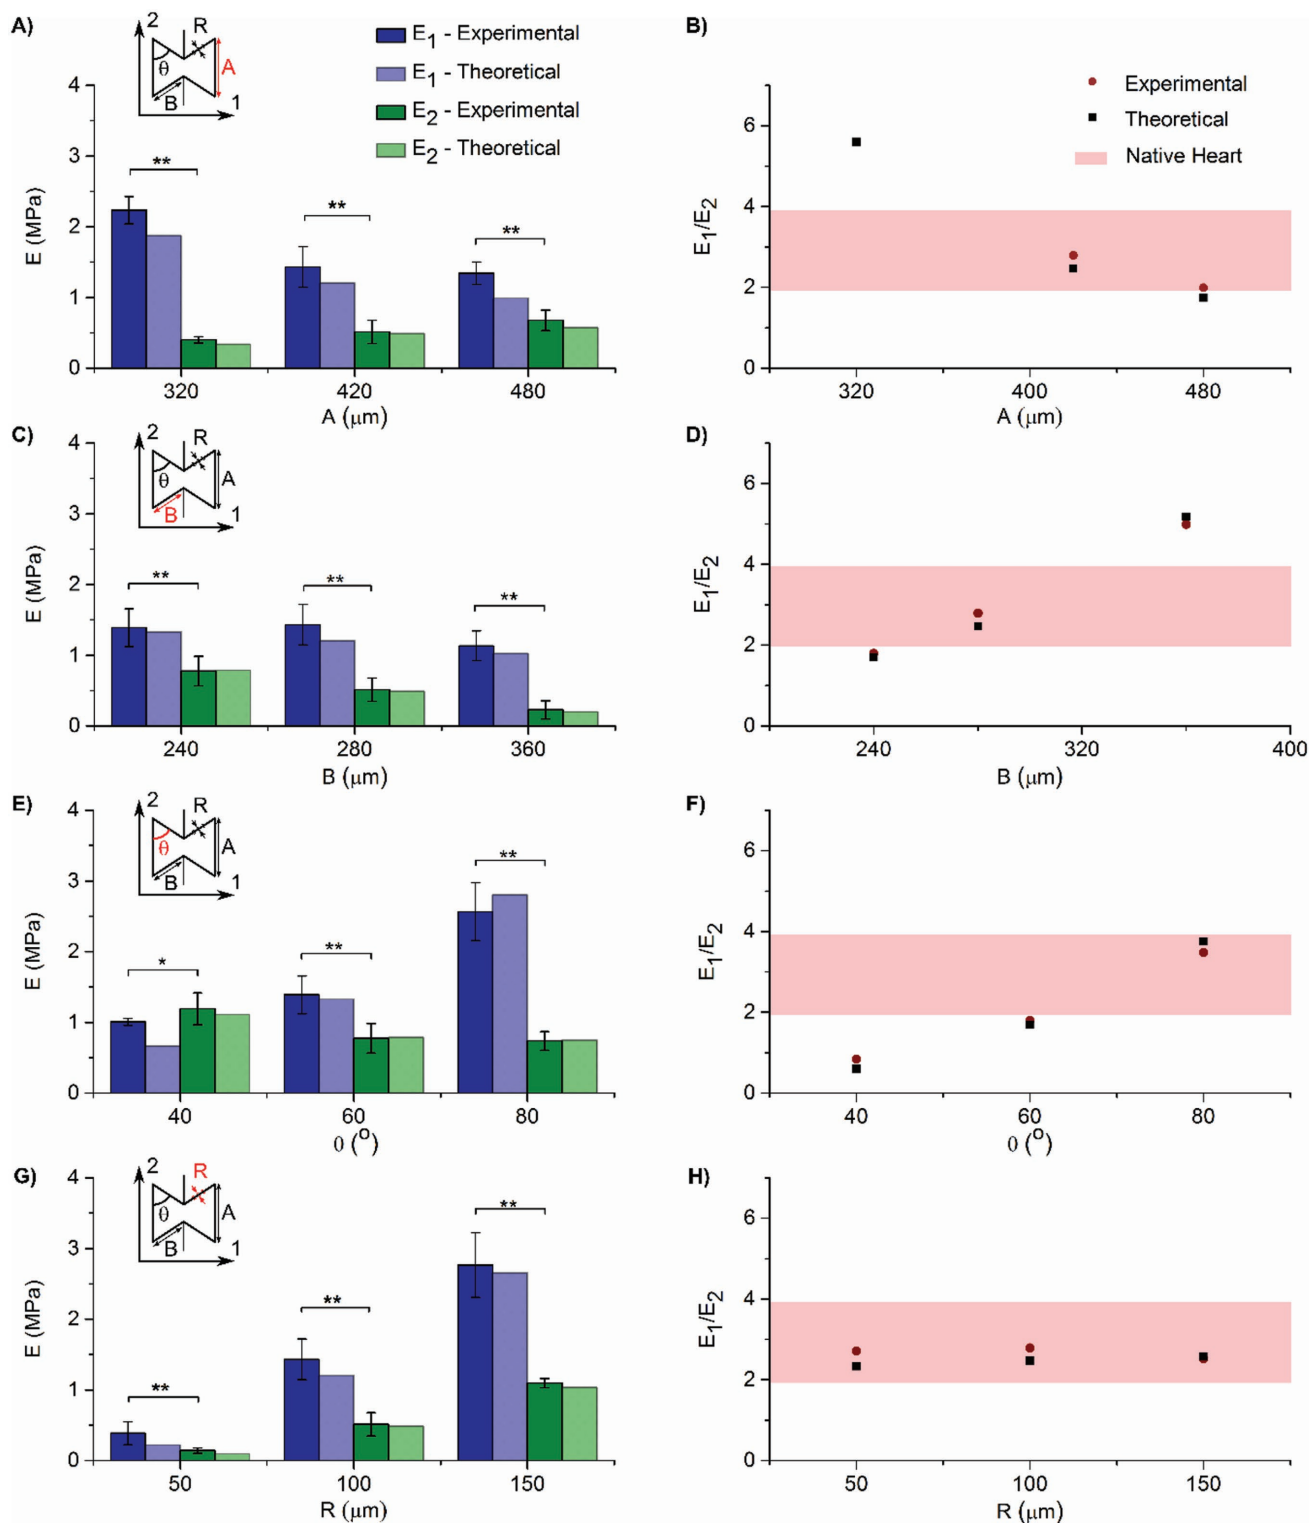 A)
2
R
θ
A
B
1
E1 - Experimental
E1 - Theoretical
E2 - Experimental
E2 - Theoretical
4
3
2
1
0
E (MPa)
**
**
**
320
420
480
A (μm)
B)
Experimental
Theoretical
Native Heart
6
4
2
0
E1/E2
320
400
480
A (μm)
C)
2
R
θ
A
B
1
4
3
2
1
0
E (MPa)
**
**
**
240
280
360
B (μm)
D)
6
4
2
0
E1/E2
240
320
400
B (μm)
E)
2
R
θ
A
B
1
4
3
2
1
0
E (MPa)
*
**
**
40
60
80
θ (°)
F)
6
4
2
0
E1/E2
40
60
80
θ (°)
G)
2
R
θ
A
B
1
4
3
2
1
0
E (MPa)
**
**
**
50
100
150
R (μm)
H)
6
4
2
0
E1/E2
50
100
150
R (μm)